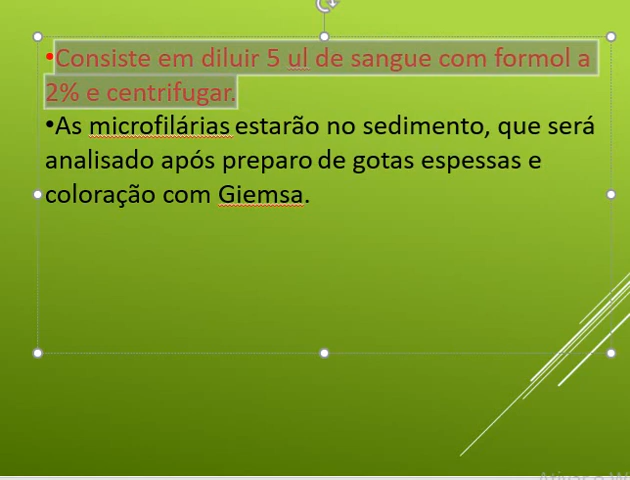 •Consiste em diluir 5 ul de sangue com formol a
2% e centrifugar.
•As microfilárias estarão no sedimento, que será
analisado após preparo de gotas espessas e
coloração com Giemsa.